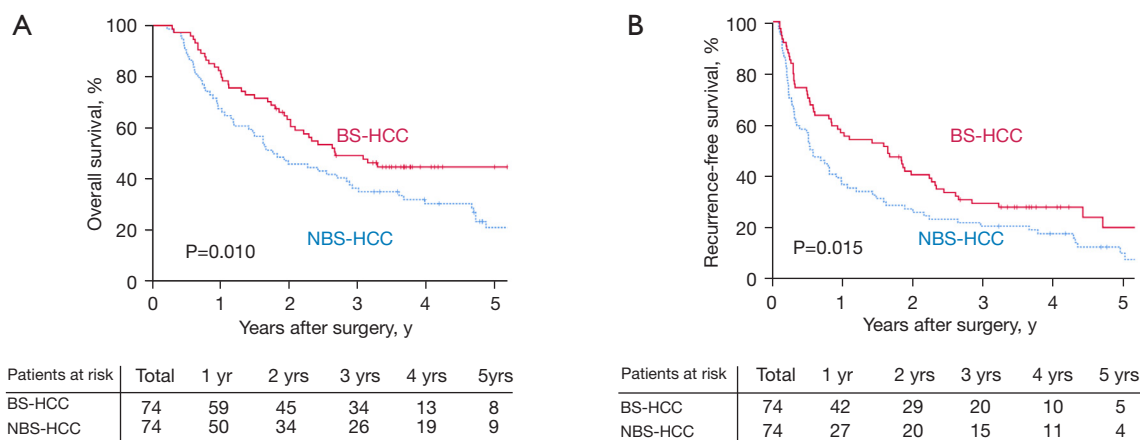 A
Overall survival, %
100
80
60
40
20
0
BS-HCC
NBS-HCC
P=0.010
0 1 2 3 4 5
Years after surgery, y
Patients at risk Total 1 yr 2 yrs 3 yrs 4 yrs 5yrs
BS-HCC 74 59 45 34 13 8
NBS-HCC 74 50 34 26 19 9
B
Recurrence-free survival, %
100
80
60
40
20
0
BS-HCC
NBS-HCC
P=0.015
0 1 2 3 4 5
Years after surgery, y
Patients at risk Total 1 yr 2 yrs 3 yrs 4 yrs 5 yrs
BS-HCC 74 42 29 20 10 5
NBS-HCC 74 27 20 15 11 4